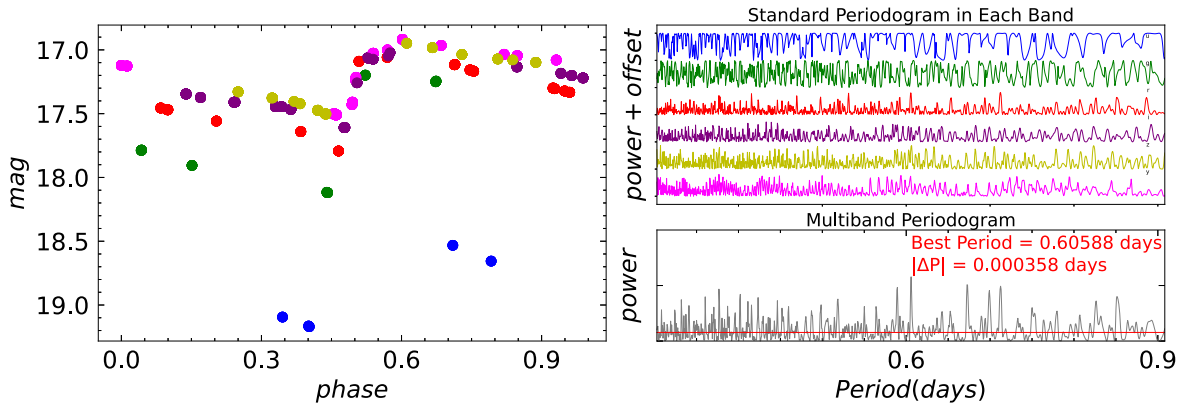 17.0
17.5
18.0
18.5
19.0
mag
0.0 0.3 0.6 0.9
phase
Standard Periodogram in Each Band
power + offset
Multiband Periodogram
Best Period = 0.60588 days
|ΔP| = 0.000358 days
power
0.6 0.9
Period(days)